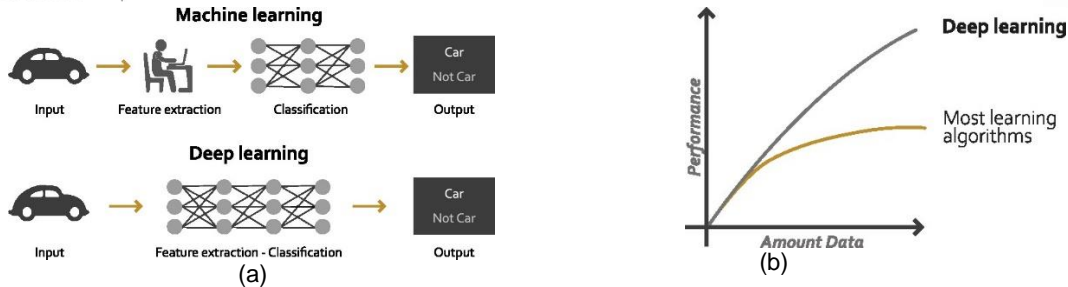 Machine learning
Car
Not Car
Input
Feature extraction
Classification
Output
Deep learning
Car
Not Car
Input
Feature extraction - Classification
Output
(a)
Deep learning
Most learning
algorithms
Performance
Amount Data
(b)